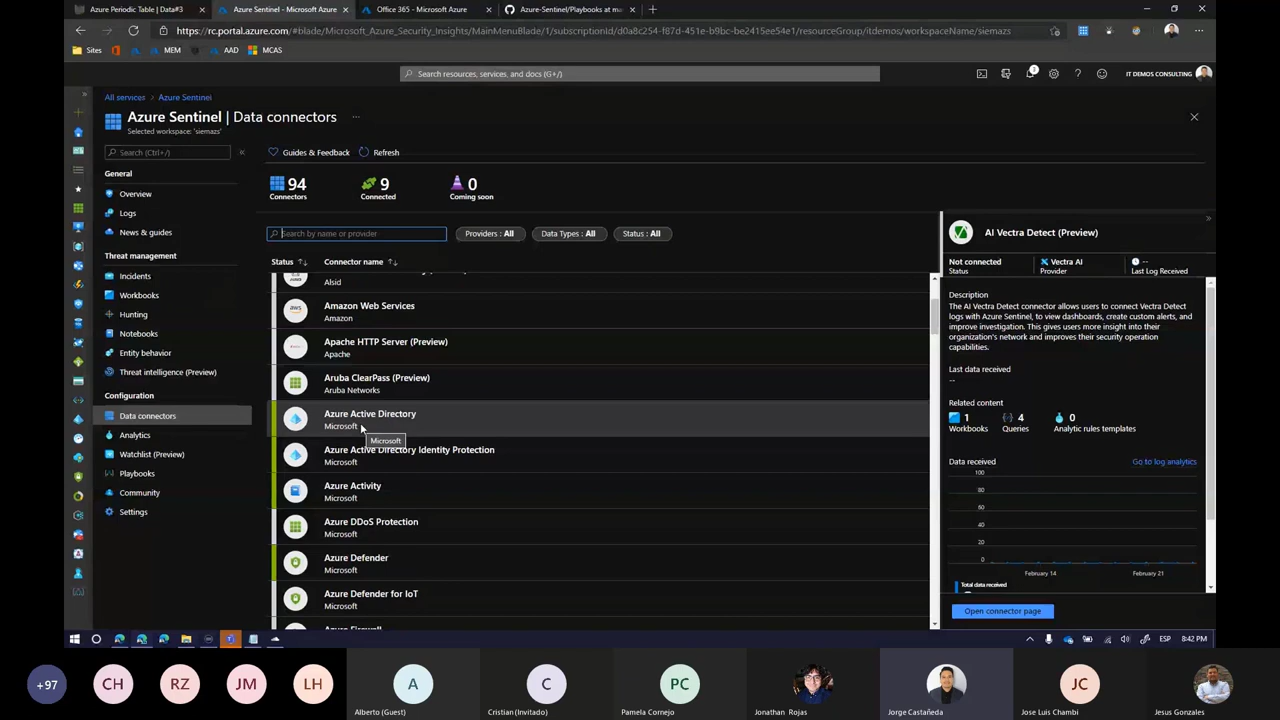 Azure Periodic Table | Data#3
Azure Sentinel - Microsoft Azure
Office 365 - Microsoft Azure
Azure-Sentinel/Playbooks at m
https://rc.portal.azure.com/#blade/Microsoft_Azure_Security_Insights/MainMenuBlade/1/subscriptionId/d0a8c254-f87d-451e-b9bc-be2415ee54e1/resourceGroup/itdemos/workspaceName/siemazs
Sites
MEM
AAD
MCAS
Search resources, services, and docs (G+/)
1
IT DEMOS CONSULTING
All services > Azure Sentinel
Azure Sentinel | Data connectors
Selected workspace: 'siemazs'
Search (Ctrl+/)
General
Overview
Logs
News & guides
Threat management
Incidents
Workbooks
Hunting
Notebooks
Entity behavior
Threat intelligence (Preview)
Configuration
Data connectors
Analytics
Watchlist (Preview)
Playbooks
Community
Settings
Guides & Feedback
Refresh
94
Connectors
9
Connected
0
Coming soon
Search by name or provider
Providers : All
Data Types : All
Status : All
Status
Connector name
Alsid
aws
Amazon Web Services
Amazon
Apache HTTP Server (Preview)
Apache
Aruba ClearPass (Preview)
Aruba Networks
Azure Active Directory
Microsoft
Microsoft
Azure Active Directory Identity Protection
Microsoft
Azure Activity
Microsoft
Azure DDoS Protection
Microsoft
Azure Defender
Microsoft
Azure Defender for IoT
Microsoft
Azure Firewall
AI Vectra Detect (Preview)
Not connected
Status
Vectra AI
Provider
--
Last Log Received
Description
The AI Vectra Detect connector allows users to connect Vectra Detect
logs with Azure Sentinel, to view dashboards, create custom alerts, and
improve investigation. This gives users more insight into their
organization's network and improves their security operation
capabilities.
Last data received
--
Related content
1
Workbooks
4
Queries
0
Analytic rules templates
Data received
Go to log analytics
100
80
60
40
20
0
February 14
February 21
Total data received
Open connector page
ESP
8:42 PM
+97
CH
RZ
JM
LH
A
Alberto (Guest)
C
Cristian (Invitado)
PC
Pamela Cornejo
Jonathan Rojas
Jorge Castañeda
JC
Jose Luis Chambi
Jesus Gonzales